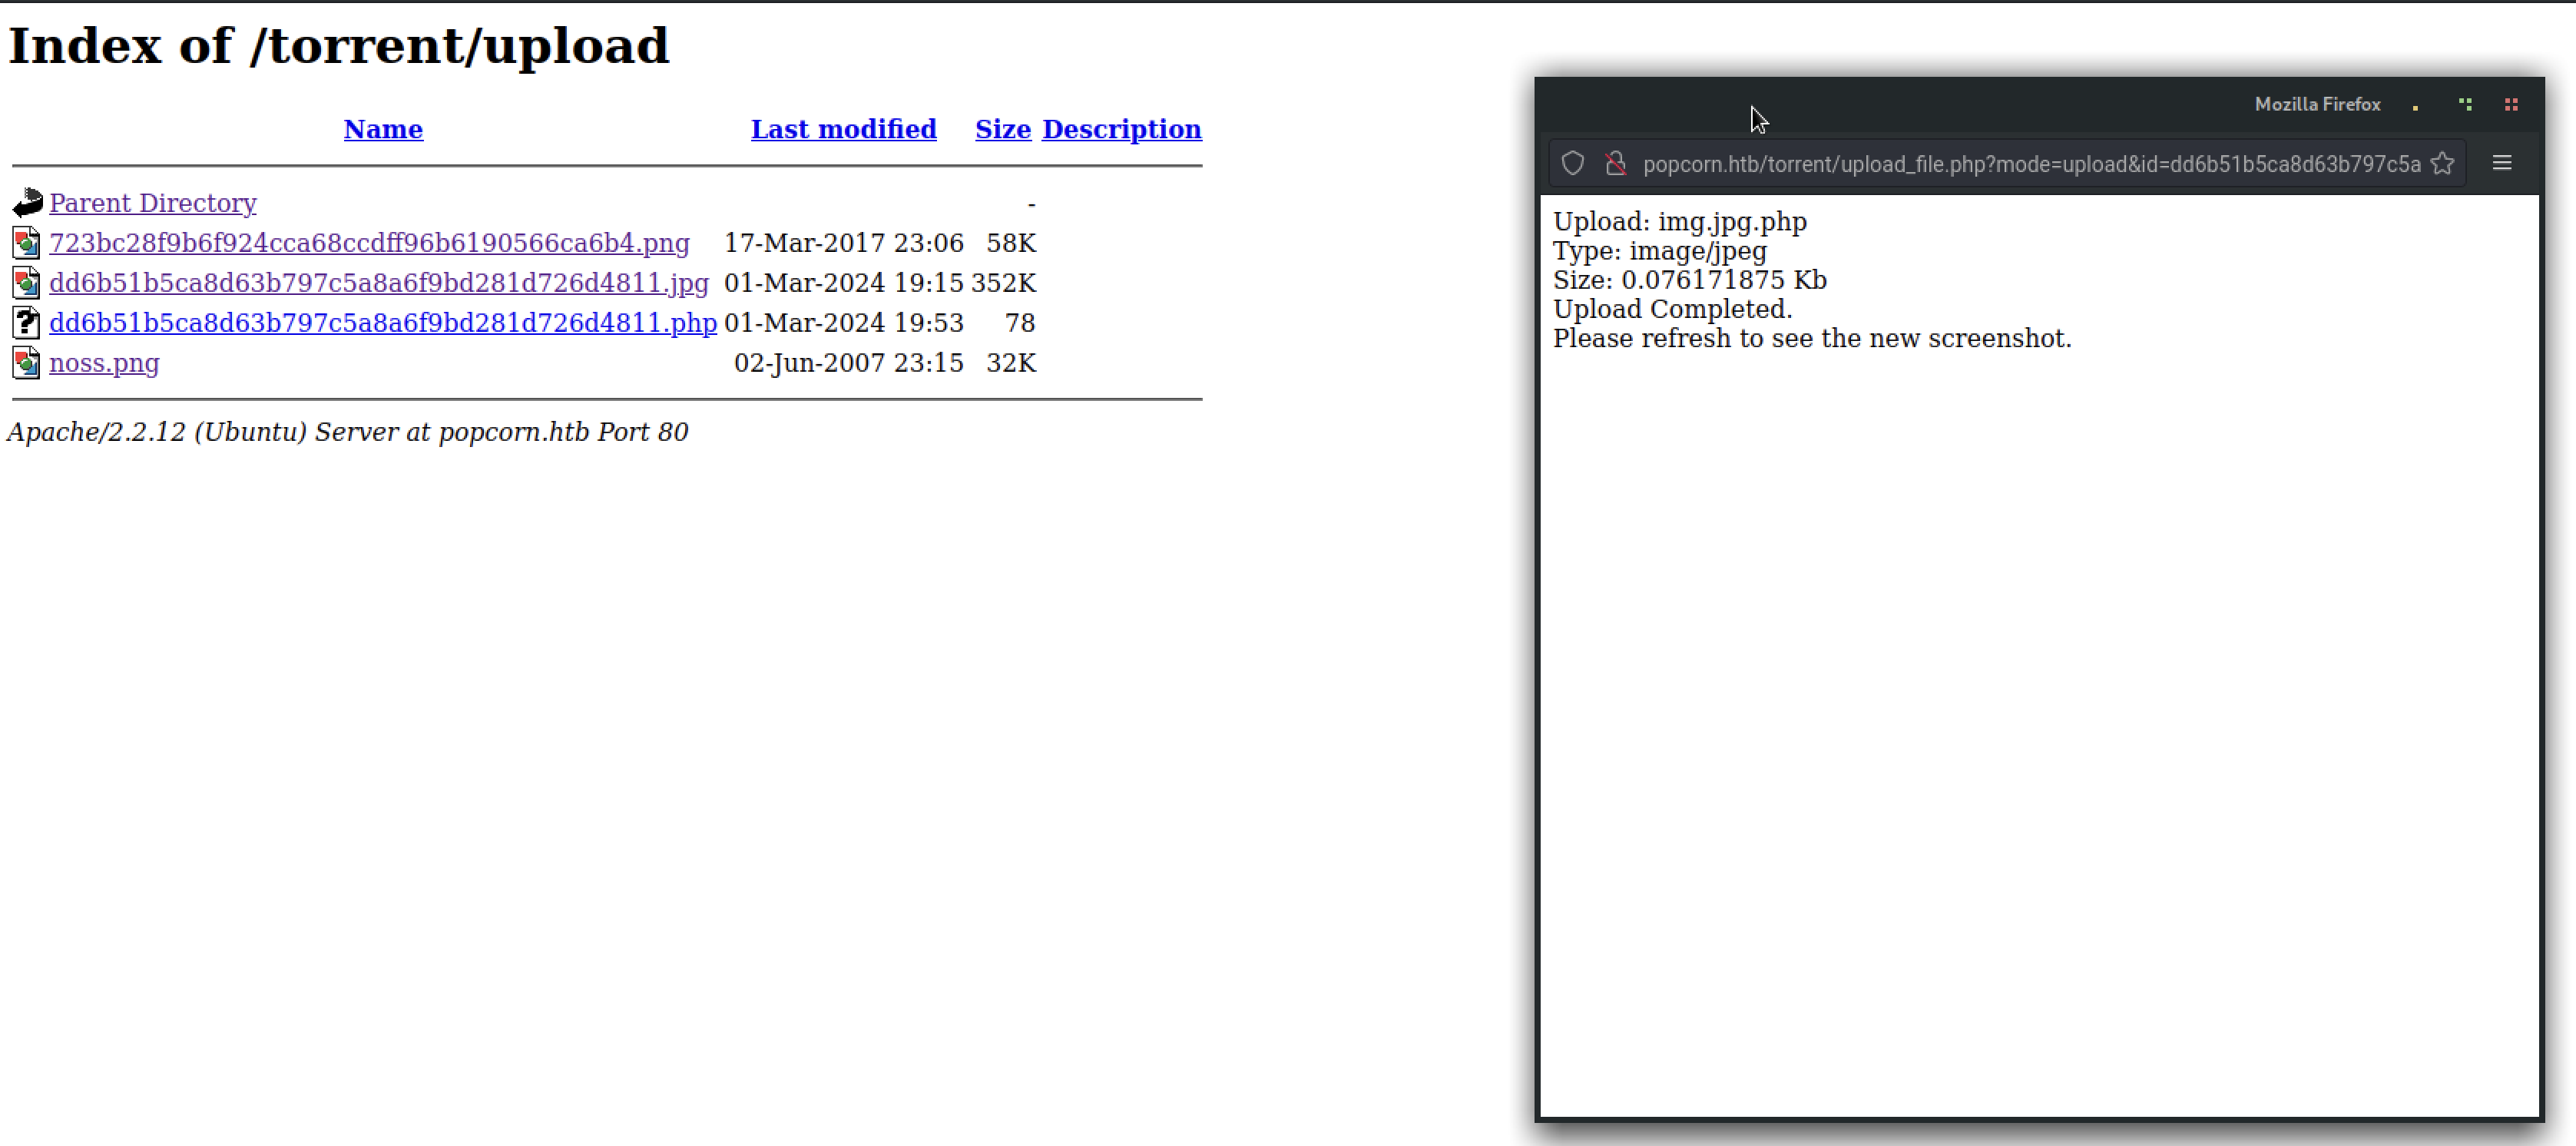 Index of /torrent/upload
Name Last modified Size Description
Parent Directory -
723bc28f9b6f924cca68ccdff96b6190566ca6b4.png 17-Mar-2017 23:06 58K
dd6b51b5ca8d63b797c5a8a6f9bd281d726d4811.jpg 01-Mar-2024 19:15 352K
dd6b51b5ca8d63b797c5a8a6f9bd281d726d4811.php 01-Mar-2024 19:53 78
noss.png 02-Jun-2007 23:15 32K
Apache/2.2.12 (Ubuntu) Server at popcorn.htb Port 80
Mozilla Firefox
popcorn.htb/torrent/upload_file.php?mode=upload&id=dd6b51b5ca8d63b797c5a
Upload: img.jpg.php
Type: image/jpeg
Size: 0.076171875 Kb
Upload Completed.
Please refresh to see the new screenshot.